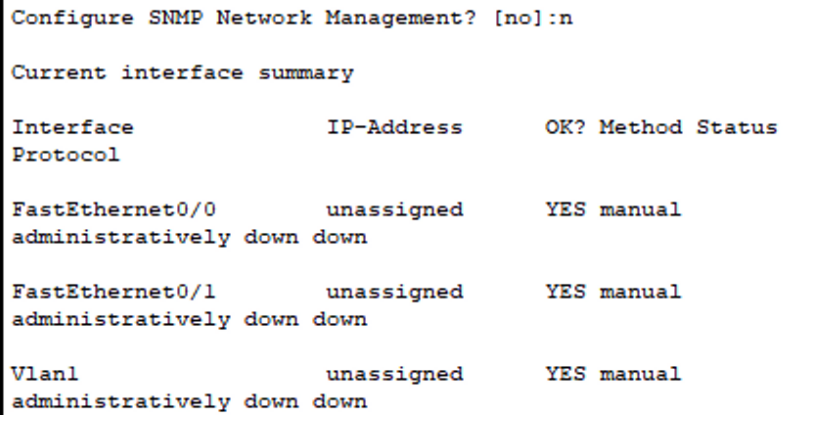 Configure SNMP Network Management? [no]:n
Current interface summary
Interface IP-Address OK? Method Status
Protocol
FastEthernet0/0 unassigned YES manual
administratively down down
FastEthernet0/1 unassigned YES manual
administratively down down
Vlan1 unassigned YES manual
administratively down down